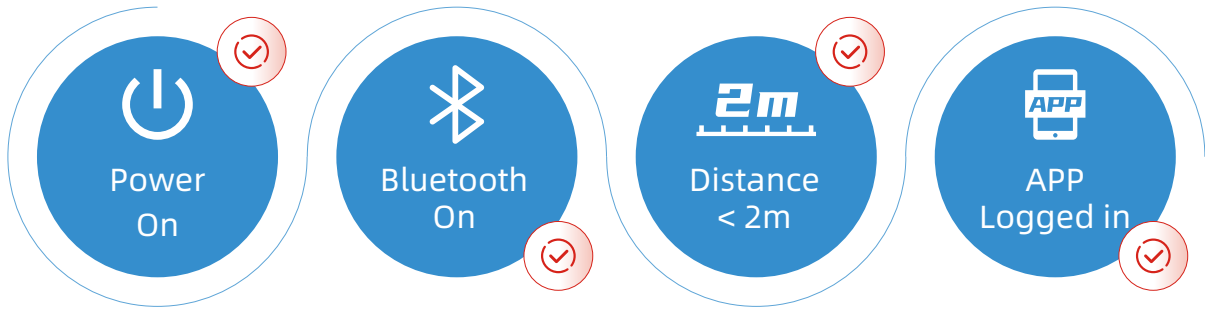 Power
On
Bluetooth
On
2m
Distance
< 2m
APP
APP
Logged in